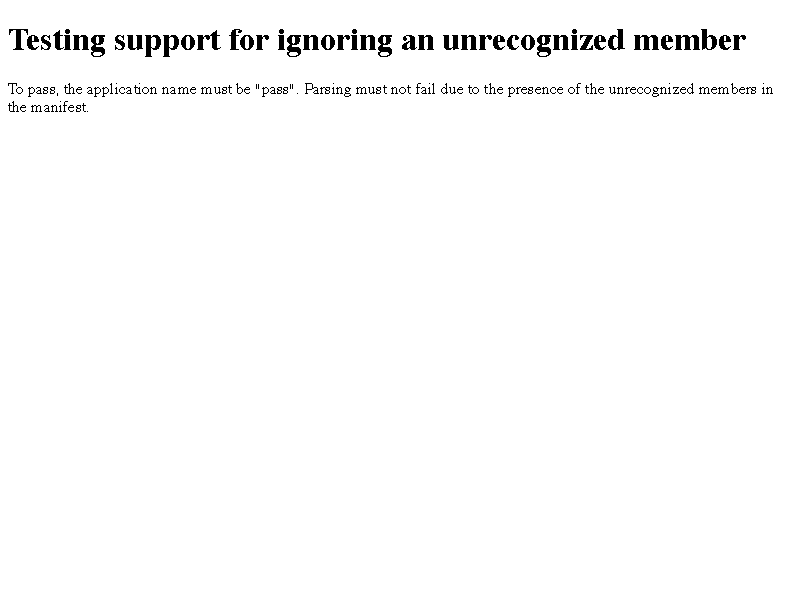 Testing support for ignoring an unrecognized member
To pass, the application name must be "pass". Parsing must not fail due to the presence of the unrecognized members in
the manifest.